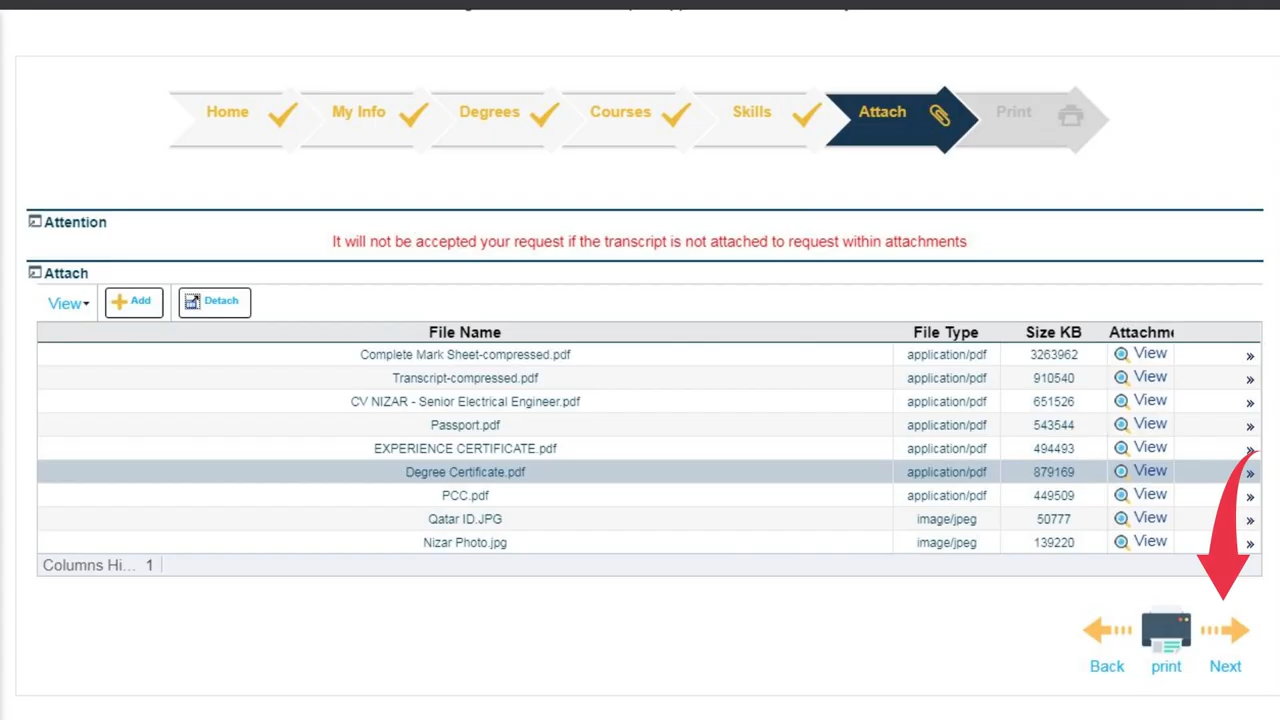 Home My Info Degrees Courses Skills Attach Print
Attention
It will not be accepted your request if the transcript is not attached to request within attachments
Attach
View Add Detach
File Name File Type Size KB Attachme
Complete Mark Sheet-compressed.pdf application/pdf 3263962 View »
Transcript-compressed.pdf application/pdf 910540 View »
CV NIZAR - Senior Electrical Engineer.pdf application/pdf 651526 View »
Passport.pdf application/pdf 543544 View »
EXPERIENCE CERTIFICATE.pdf application/pdf 494493 View »
Degree Certificate.pdf application/pdf 879169 View »
PCC.pdf application/pdf 449509 View »
Qatar ID.JPG image/jpeg 50777 View »
Nizar Photo.jpg image/jpeg 139220 View »
Columns Hi... 1
Back print Next